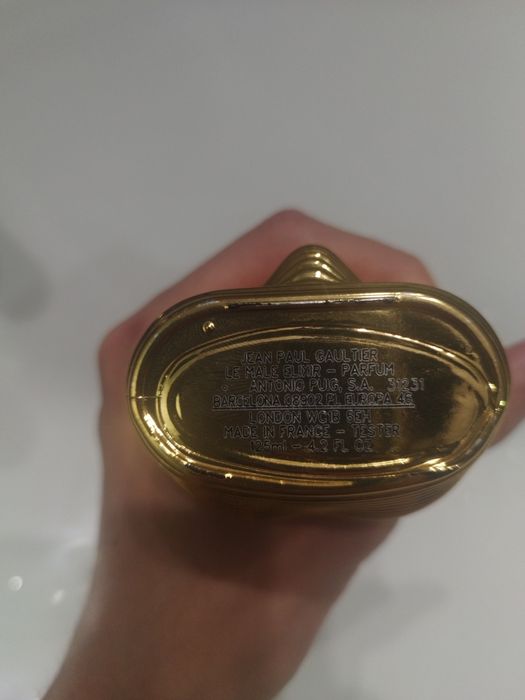 JEAN PAUL GAULTIER
LE MALE ELIXIR - PARFUM
ANTONIO PUIG, S.A. 31231
BARCELONA 08902 PL EUROPA 46
LONDON WC1B 6EH
MADE IN FRANCE - TESTER
125ml - 4.2 FL OZ